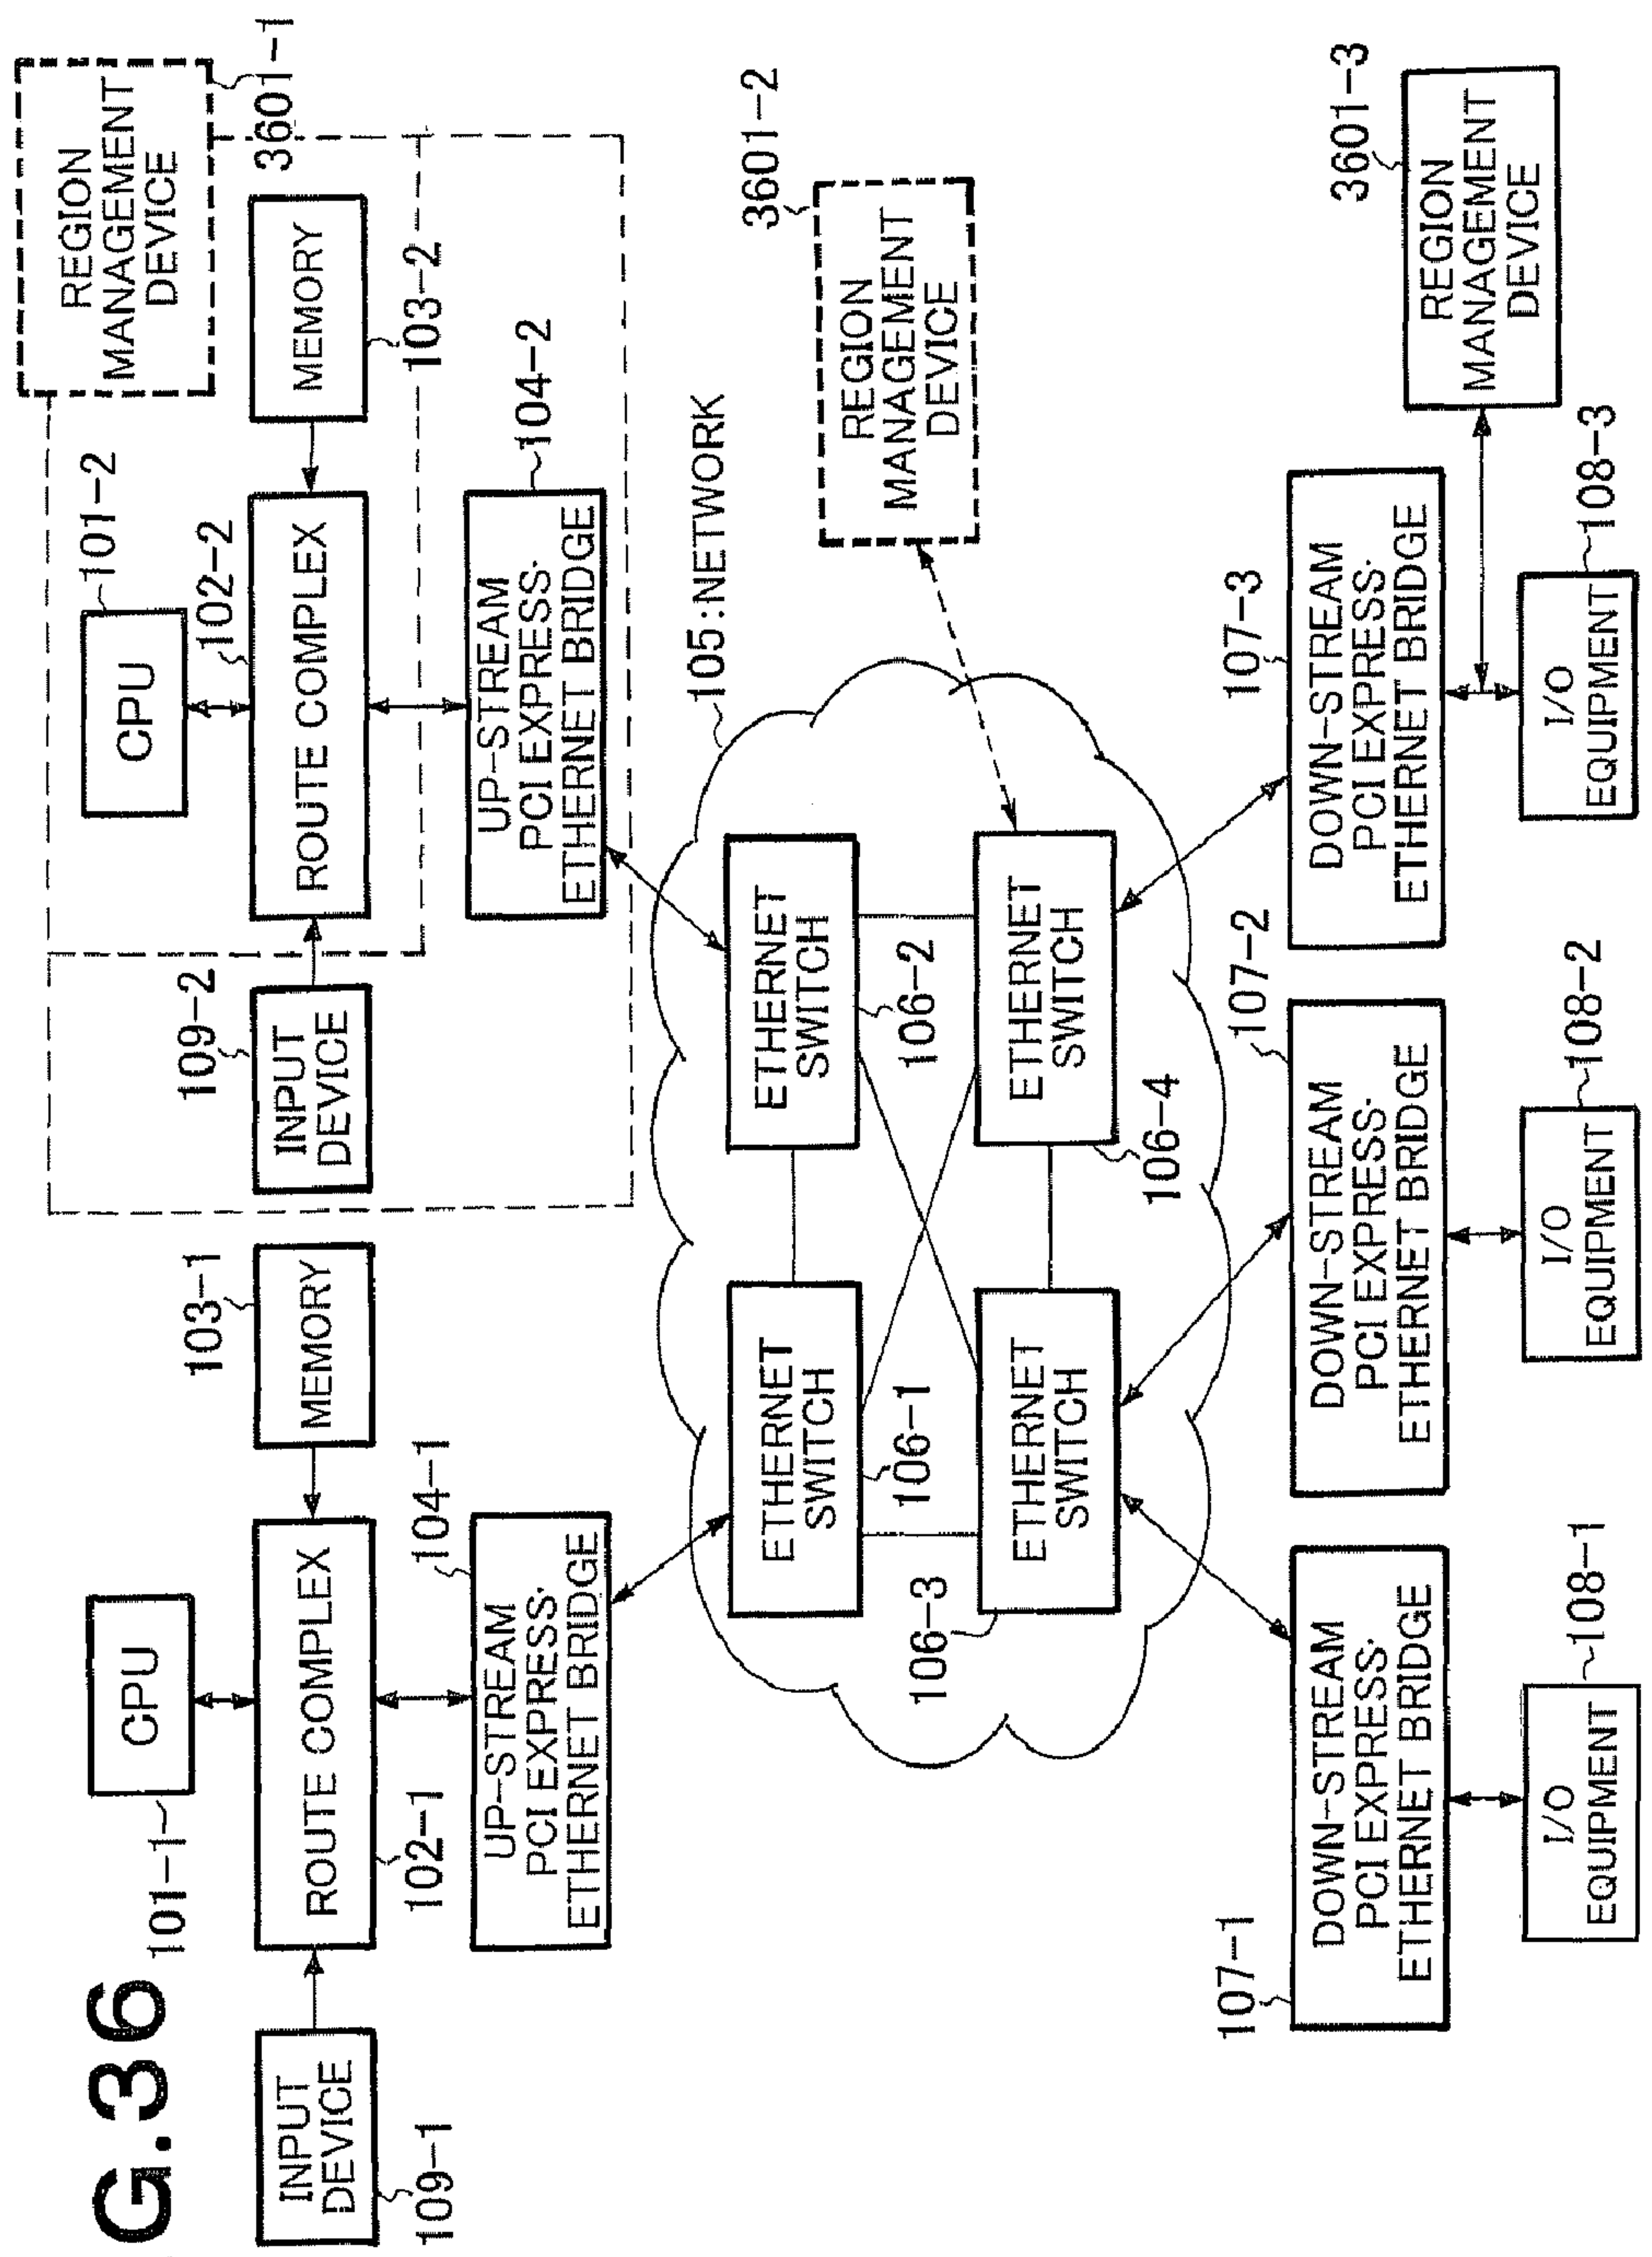 G.36
101-1
CPU
109-1
INPUT
DEVICE
ROUTE COMPLEX
102-1
MEMORY
103-1
104-1
UP-STREAM
PCI EXPRESS·
ETHERNET BRIDGE
REGION
MANAGEMENT
DEVICE
3601-1
101-2
CPU
102-2
109-2
INPUT
DEVICE
ROUTE COMPLEX
MEMORY
103-2
104-2
UP-STREAM
PCI EXPRESS·
ETHERNET BRIDGE
105:NETWORK
ETHERNET
SWITCH
106-1
ETHERNET
SWITCH
106-2
106-3
ETHERNET
SWITCH
ETHERNET
SWITCH
106-4
3601-2
REGION
MANAGEMENT
DEVICE
107-1
DOWN-STREAM
PCI EXPRESS·
ETHERNET BRIDGE
107-2
DOWN-STREAM
PCI EXPRESS·
ETHERNET BRIDGE
107-3
DOWN-STREAM
PCI EXPRESS·
ETHERNET BRIDGE
3601-3
REGION
MANAGEMENT
DEVICE
108-1
I/O
EQUIPMENT
108-2
I/O
EQUIPMENT
108-3
I/O
EQUIPMENT